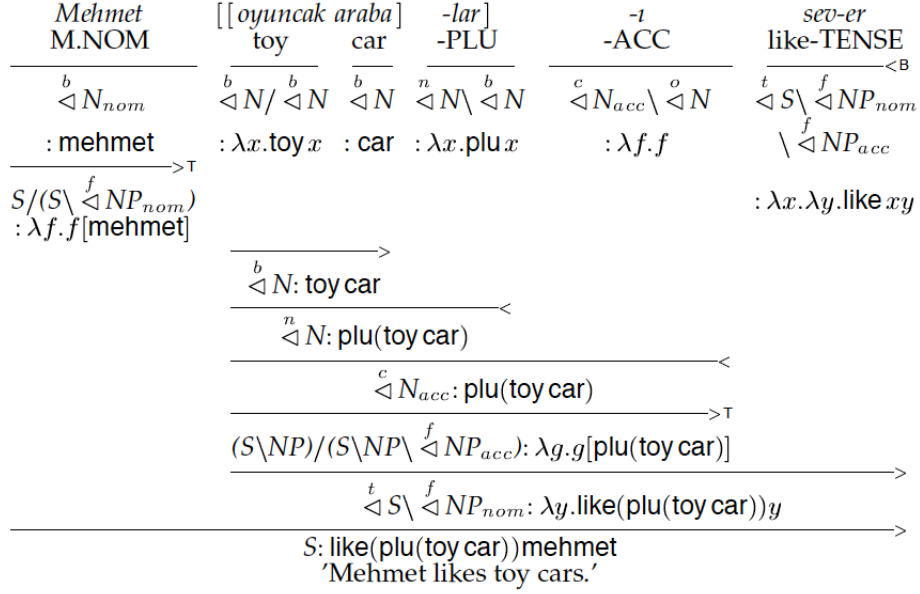 Mehmet [[oyuncak araba] -lar] -ı sev-er
M.NOM toy car -PLU -ACC like-TENSE
<B
b b b b n b c o t f
◁ N_nom ◁ N/ ◁ N ◁ N ◁ N\ ◁ N ◁ N_acc\ ◁ N ◁ S\ ◁ NP_nom
f
: mehmet : λx.toy x : car : λx.plu x : λf.f \ ◁ NP_acc
>T
f
S/(S\ ◁ NP_nom) : λx.λy.like xy
: λf.f[mehmet]
>
b
◁ N: toy car
<
n
◁ N: plu(toy car)
<
c
◁ N_acc: plu(toy car)
>T
f
(S\NP)/(S\NP\ ◁ NP_acc): λg.g[plu(toy car)]
>
t f
◁ S\ ◁ NP_nom: λy.like(plu(toy car))y
>
S: like(plu(toy car))mehmet
'Mehmet likes toy cars.'